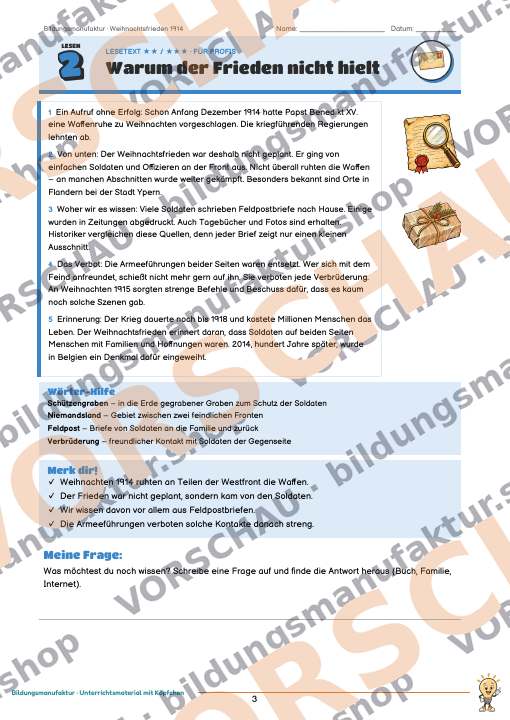 Bildungsmanufaktur · Weihnachtsfrieden 1914 Name: Datum:
LESEN
2
LESETEXT ★★ / ★★★ · FÜR PROFIS
Warum der Frieden nicht hielt
1 Ein Aufruf ohne Erfolg: Schon Anfang Dezember 1914 hatte Papst Benedikt XV.
eine Waffenruhe zu Weihnachten vorgeschlagen. Die kriegführenden Regierungen
lehnten ab.
2 Von unten: Der Weihnachtsfrieden war deshalb nicht geplant. Er ging von
einfachen Soldaten und Offizieren an der Front aus. Nicht überall ruhten die Waffen
– an manchen Abschnitten wurde weiter gekämpft. Besonders bekannt sind Orte in
Flandern bei der Stadt Ypern.
3 Woher wir es wissen: Viele Soldaten schrieben Feldpostbriefe nach Hause. Einige
wurden in Zeitungen abgedruckt. Auch Tagebücher und Fotos sind erhalten.
Historiker vergleichen diese Quellen, denn jeder Brief zeigt nur einen kleinen
Ausschnitt.
4 Das Verbot: Die Armeeführungen beider Seiten waren entsetzt. Wer sich mit dem
Feind anfreundet, schießt nicht mehr gern auf ihn. Sie verboten jede Verbrüderung.
An Weihnachten 1915 sorgten strenge Befehle und Beschuss dafür, dass es kaum
noch solche Szenen gab.
5 Erinnerung: Der Krieg dauerte noch bis 1918 und kostete Millionen Menschen das
Leben. Der Weihnachtsfrieden erinnert daran, dass Soldaten auf beiden Seiten
Menschen mit Familien und Hoffnungen waren. 2014, hundert Jahre später, wurde
in Belgien ein Denkmal dafür eingeweiht.
Wörter-Hilfe
Schützengraben – in die Erde gegrabener Graben zum Schutz der Soldaten
Niemandsland – Gebiet zwischen zwei feindlichen Fronten
Feldpost – Briefe von Soldaten an die Familie und zurück
Verbrüderung – freundlicher Kontakt mit Soldaten der Gegenseite
Merk dir!
✓ Weihnachten 1914 ruhten an Teilen der Westfront die Waffen.
✓ Der Frieden war nicht geplant, sondern kam von den Soldaten.
✓ Wir wissen davon vor allem aus Feldpostbriefen.
✓ Die Armeeführungen verboten solche Kontakte danach streng.
Meine Frage:
Was möchtest du noch wissen? Schreibe eine Frage auf und finde die Antwort heraus (Buch, Familie,
Internet).
Bildungsmanufaktur · Unterrichtsmaterial mit Köpfchen
3
VORSCHAU · bildungsmanufaktur.shop
VORSCHAU